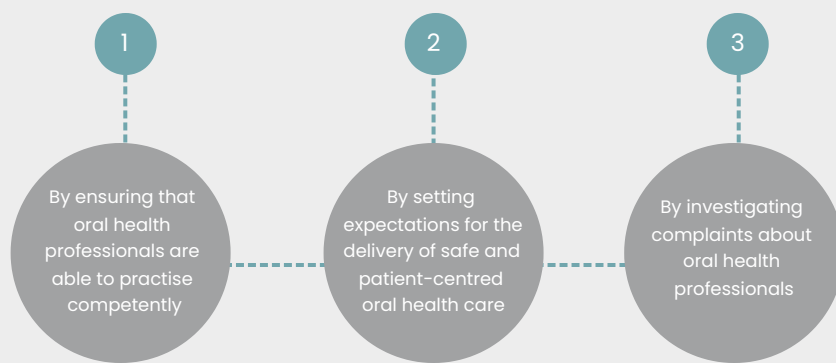 1
By ensuring that
oral health
professionals are
able to practise
competently
2
By setting
expectations for the
delivery of safe and
patient-centred
oral health care
3
By investigating
complaints about
oral health
professionals